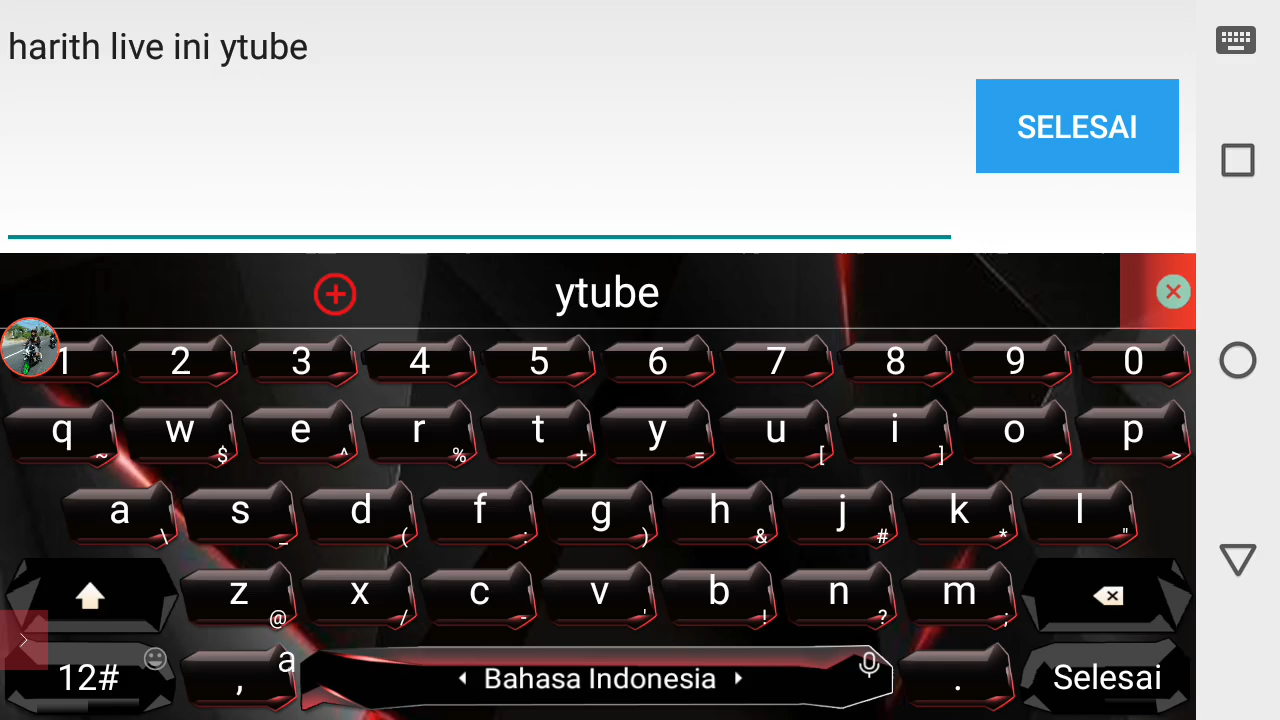 harith live ini ytube
SELESAI
ytube
1 2 3 4 5 6 7 8 9 0
q w e r t y u i o p
~ $ ^ % + = [ ] < >
a s d f g h j k l
\ _ ( : ) & # * "
z x c v b n m
@ / - ' ! ? ;
12# , a Bahasa Indonesia . Selesai